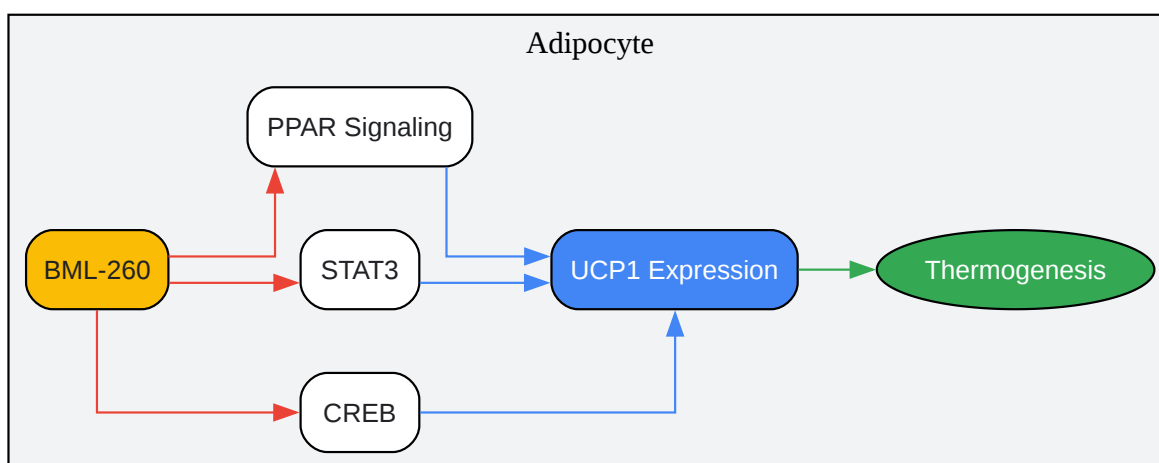 Adipocyte
PPAR Signaling
BML-260
STAT3
UCP1 Expression
Thermogenesis
CREB